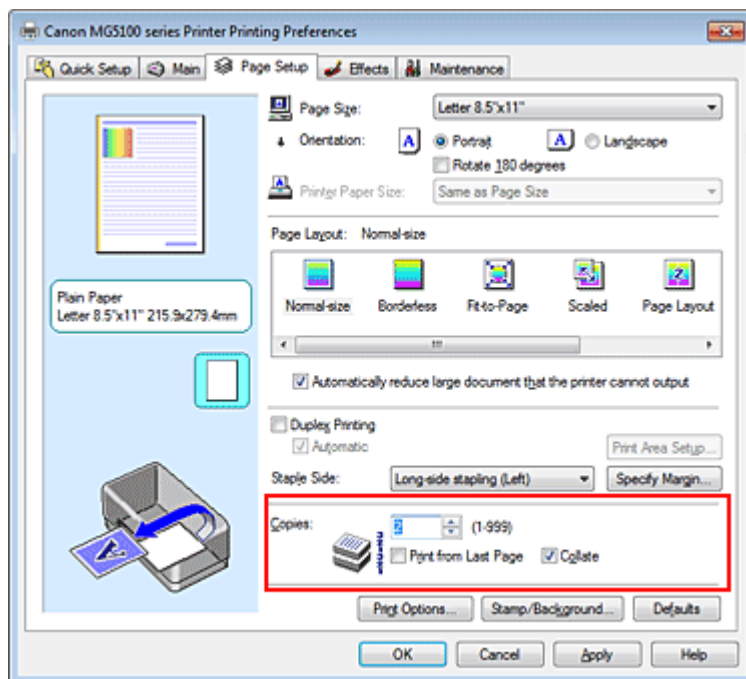 Canon MG5100 series Printer Printing Preferences
Quick Setup Main Page Setup Effects Maintenance
Page Size: Letter 8.5"x11"
Orientation: A Portrait A Landscape
Rotate 180 degrees
Printer Paper Size: Same as Page Size
Page Layout: Normal-size
Normal-size Borderless Fit-to-Page Scaled Page Layout
Plain Paper
Letter 8.5"x11" 215.9x279.4mm
Automatically reduce large document that the printer cannot output
Duplex Printing
Automatic Print Area Setup...
Staple Side: Long-side stapling (Left) Specify Margin...
Copies: 2 (1-999)
Print from Last Page Collate
Print Options... Stamp/Background... Defaults
OK Cancel Apply Help